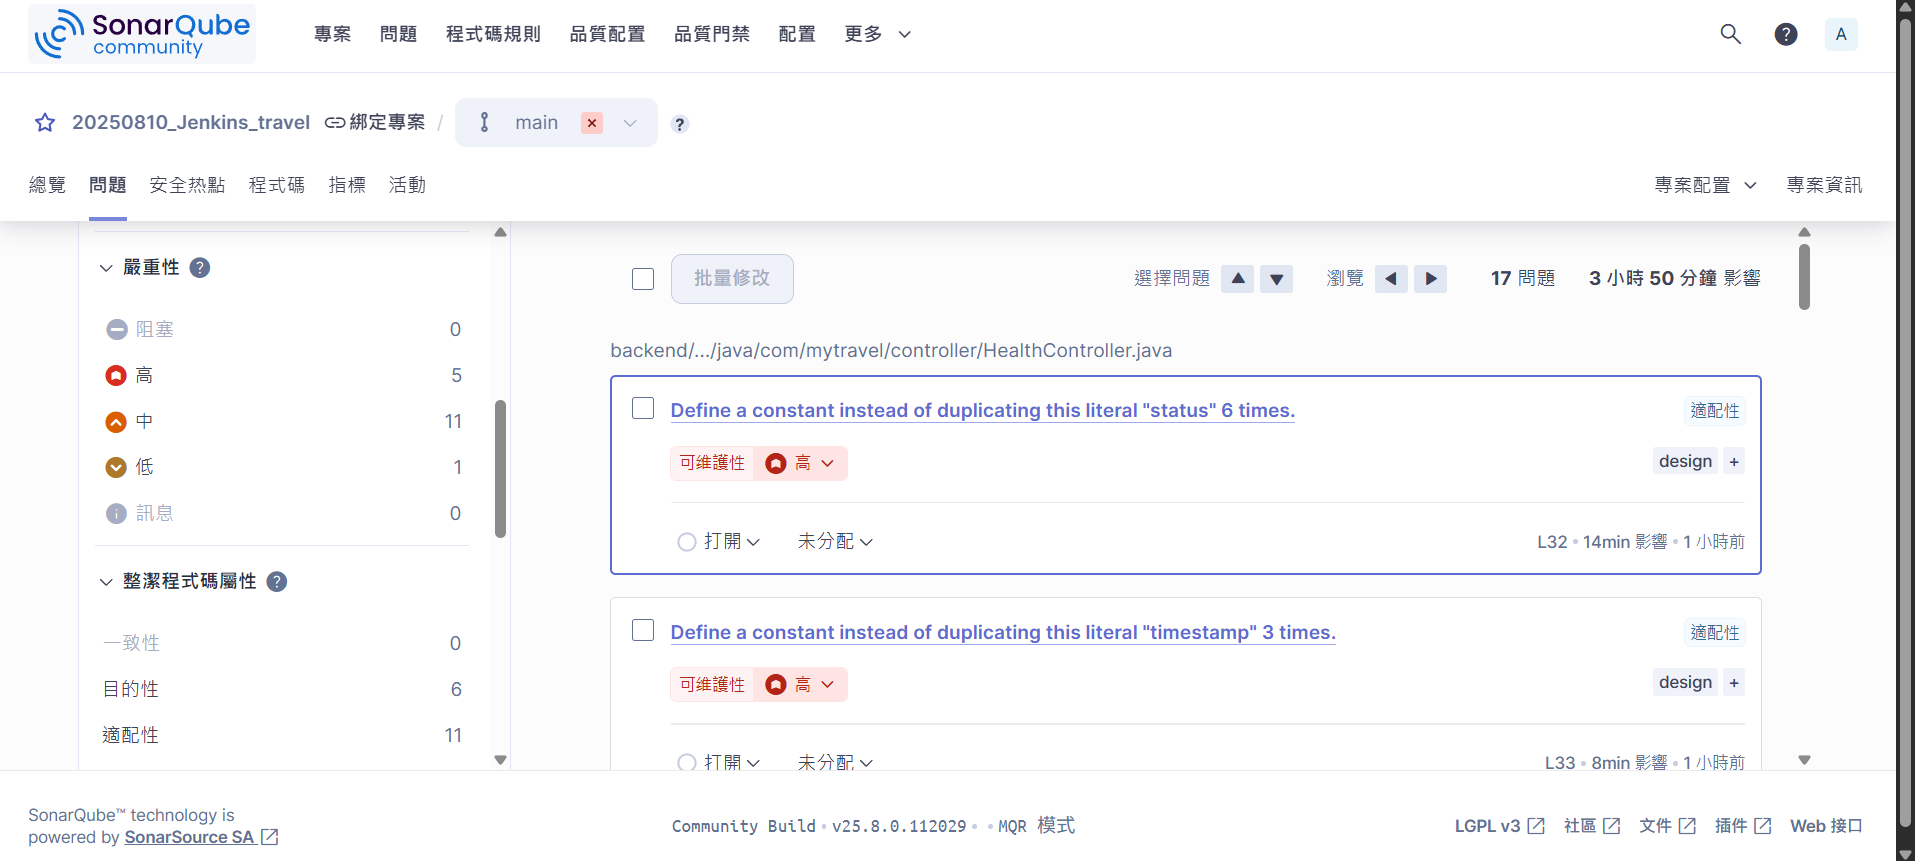 SonarQube community
專案 問題 程式碼規則 品質配置 品質門禁 配置 更多
A
20250810_Jenkins_travel 綁定專案 / main
總覽 問題 安全热點 程式碼 指標 活動 專案配置 專案資訊
嚴重性
阻塞 0
高 5
中 11
低 1
訊息 0
整潔程式碼屬性
一致性 0
目的性 6
適配性 11
批量修改 選擇問題 瀏覽 17 問題 3 小時 50 分鐘 影響
backend/.../java/com/mytravel/controller/HealthController.java
Define a constant instead of duplicating this literal "status" 6 times. 適配性
可維護性 高 design +
打開 未分配 L32 • 14min 影響 • 1 小時前
Define a constant instead of duplicating this literal "timestamp" 3 times. 適配性
可維護性 高 design +
打開 未分配 L33 • 8min 影響 • 1 小時前
SonarQube™ technology is
powered by SonarSource SA
Community Build • v25.8.0.112029 • • MQR 模式
LGPL v3 社區 文件 插件 Web 接口